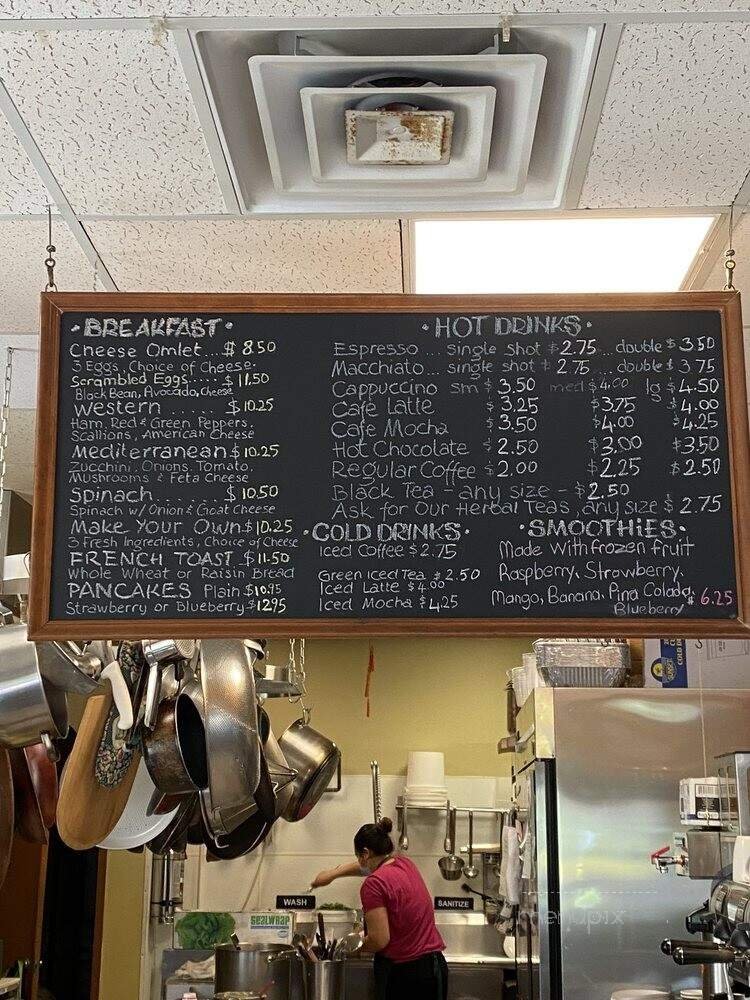 • BREAKFAST •
Cheese Omlet... $ 8.50
3 Eggs, Choice of Cheese.
Scrambled Eggs..... $ 11.50
Black Bean, Avocado, Cheese
Western ...... $ 10.25
Ham, Red & Green Peppers,
Scallions, American Cheese
Mediterranean $ 10.25
Zucchini, Onions, Tomato,
Mushrooms & Feta Cheese
Spinach....... $ 10.50
Spinach w/ Onion & Goat Cheese
Make Your Own.$10.25
3 Fresh Ingredients, Choice of Cheese
FRENCH TOAST $11.50
Whole Wheat or Raisin Bread
PANCAKES Plain $10.95
Strawberry or Blueberry $12.95
• HOT DRINKS •
Espresso ... single shot $2.75 ... double $ 3.50
Macchiato... single shot $ 2.75 ... double $ 3.75
Cappuccino sm $ 3.50 med $ 4.00 lg $ 4.50
Cafe Latte $ 3.25 $3.75 $ 4.00
Cafe Mocha $ 3.50 $4.00 $ 4.25
Hot Chocolate $ 2.50 $3.00 $3.50
Regular Coffee $ 2.00 $2.25 $ 2.50
Black Tea - any size - $ 2.50
Ask for Our Herbal Teas, any size $ 2.75
• COLD DRINKS •
Iced Coffee $ 2.75
Green Iced Tea $ 2.50
Iced Latte $ 4.00
Iced Mocha $ 4.25
• SMOOTHIES •
Made with frozen fruit
Raspberry, Strawberry,
Mango, Banana, Pina Colada,
Blueberry $ 6.25
WASH
SANITIZE
SEALWRAP
menupix